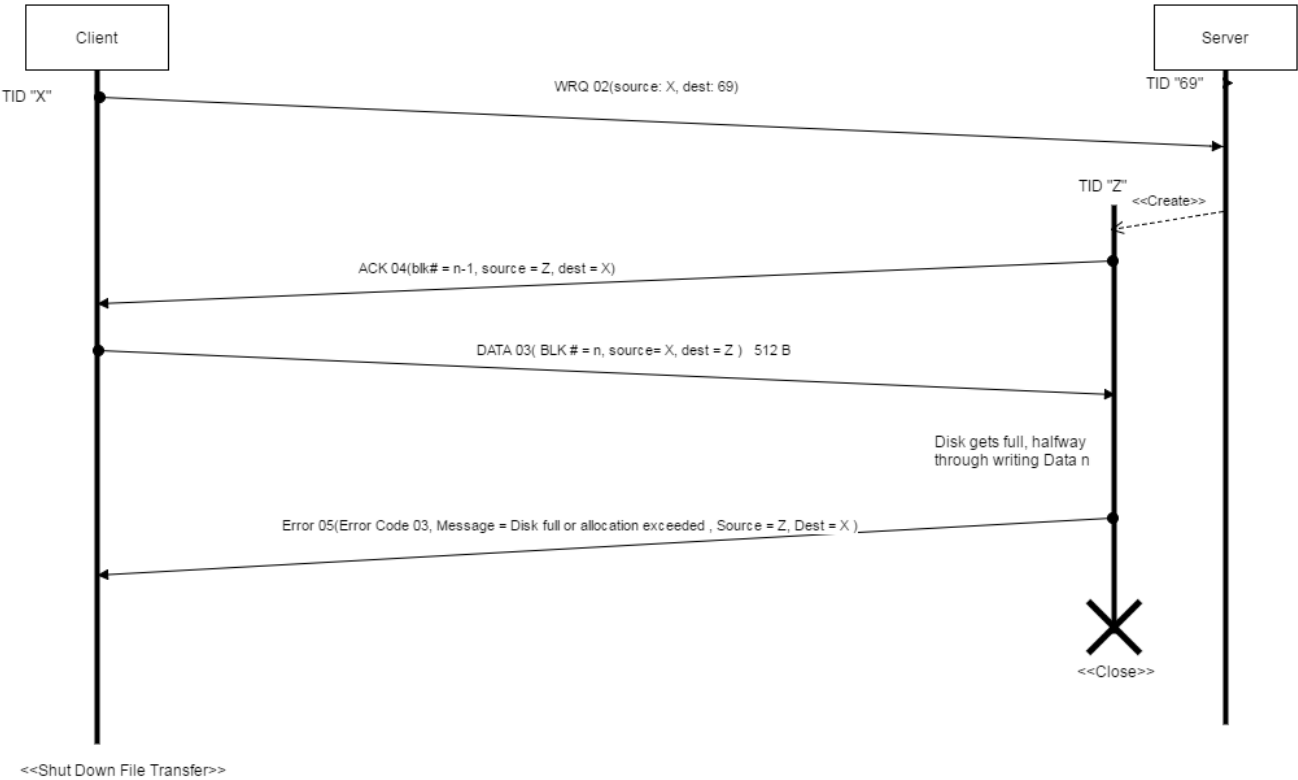 Client
Server
TID "X"
TID "69"
WRQ 02(source: X, dest: 69)
TID "Z"
<<Create>>
ACK 04(blk# = n-1, source = Z, dest = X)
DATA 03( BLK # = n, source= X, dest = Z )   512 B
Disk gets full, halfway
through writing Data n
Error 05(Error Code 03, Message = Disk full or allocation exceeded , Source = Z, Dest = X )
<<Close>>
<<Shut Down File Transfer>>